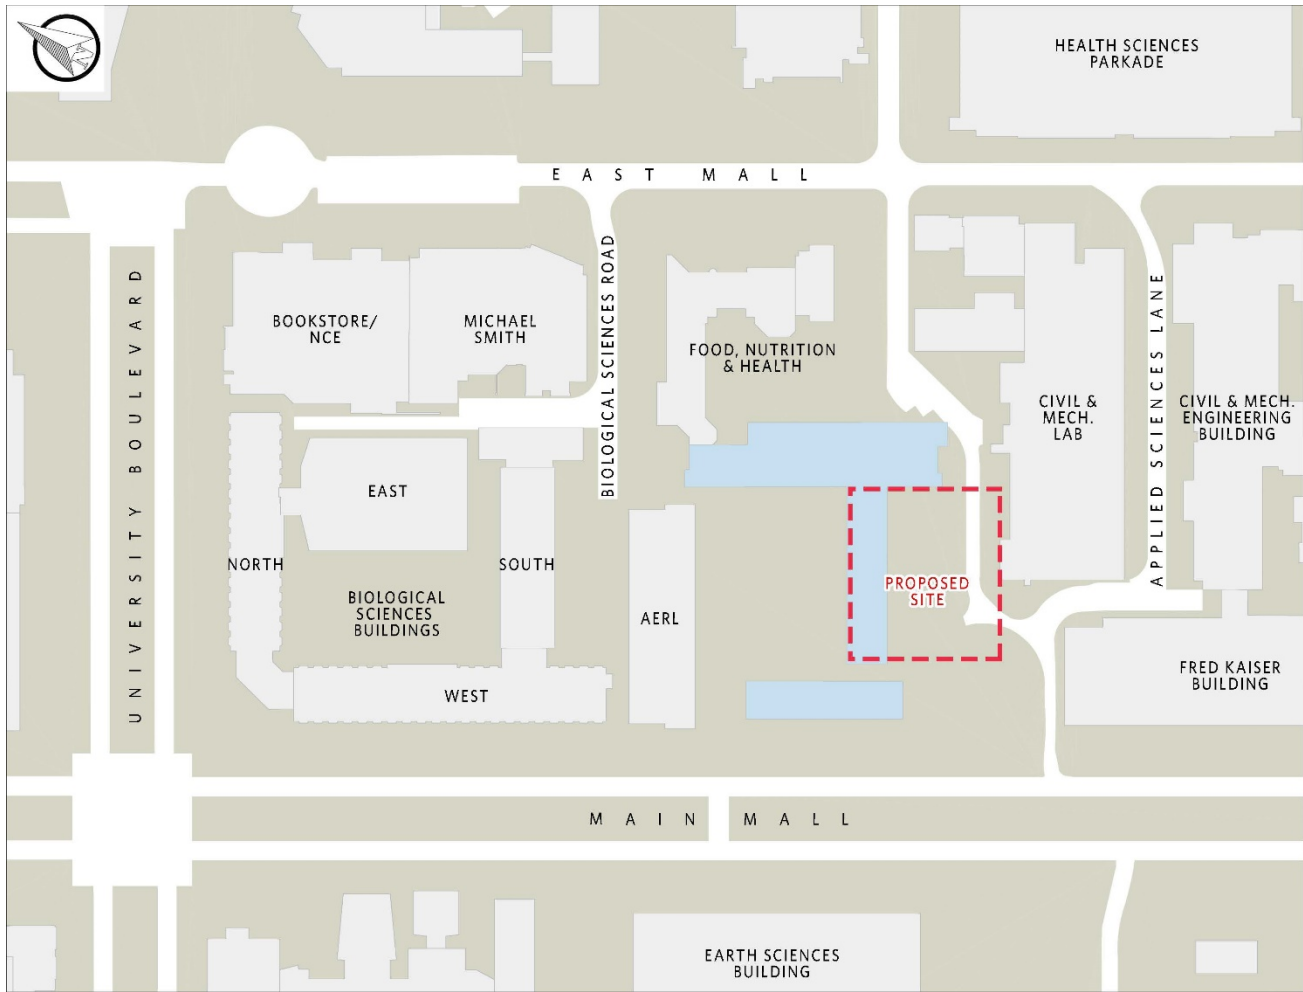 HEALTH SCIENCES
PARKADE
EAST MALL
UNIVERSITY BOULEVARD
BOOKSTORE/
NCE
MICHAEL
SMITH
BIOLOGICAL SCIENCES ROAD
FOOD, NUTRITION
& HEALTH
CIVIL &
MECH.
LAB
APPLIED SCIENCES LANE
CIVIL & MECH.
ENGINEERING
BUILDING
EAST
NORTH
SOUTH
BIOLOGICAL
SCIENCES
BUILDINGS
AERL
PROPOSED
SITE
WEST
FRED KAISER
BUILDING
MAIN MALL
EARTH SCIENCES
BUILDING